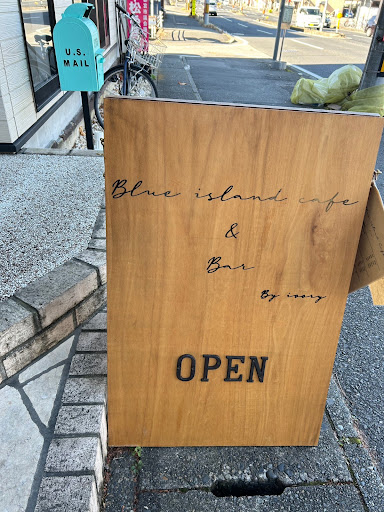 U.S.
MAIL
Blue island cafe
&
Bar
By ivory
OPEN